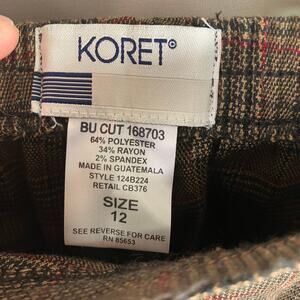 KORET®
BU CUT 168703
64% POLYESTER
34% RAYON
2% SPANDEX
MADE IN GUATEMALA
STYLE 124B224
RETAIL CB376
SIZE
12
SEE REVERSE FOR CARE
RN 85653